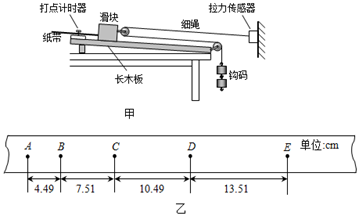 打点计时器
滑块
细绳
拉力传感器
纸带
长木板
钩码
甲
单位:cm
A B C D E
4.49 7.51 10.49 13.51
乙